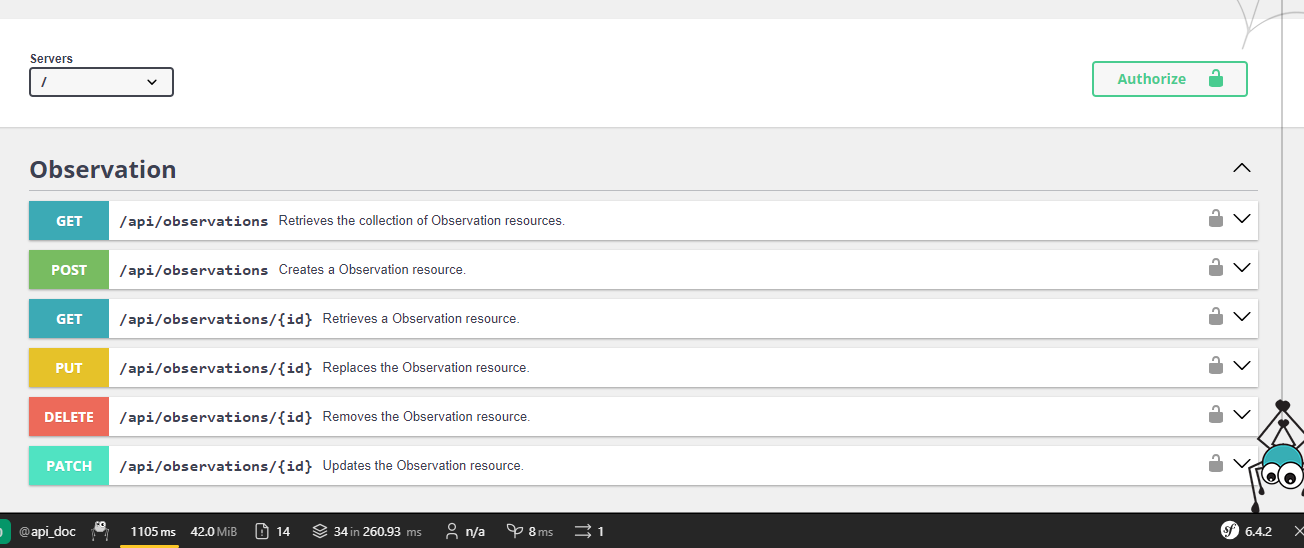 Servers
/
Authorize
Observation
GET /api/observations Retrieves the collection of Observation resources.
POST /api/observations Creates a Observation resource.
GET /api/observations/{id} Retrieves a Observation resource.
PUT /api/observations/{id} Replaces the Observation resource.
DELETE /api/observations/{id} Removes the Observation resource.
PATCH /api/observations/{id} Updates the Observation resource.
@api_doc 1105 ms 42.0 MiB 14 34 in 260.93 ms n/a 8 ms 1 sf 6.4.2